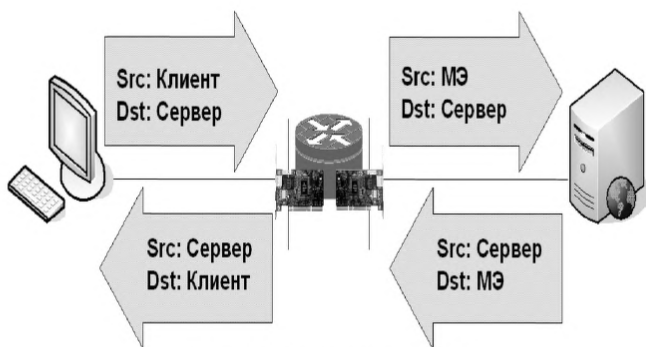 Src: Клиент
Dst: Сервер
Src: МЭ
Dst: Сервер
Src: Сервер
Dst: Клиент
Src: Сервер
Dst: МЭ